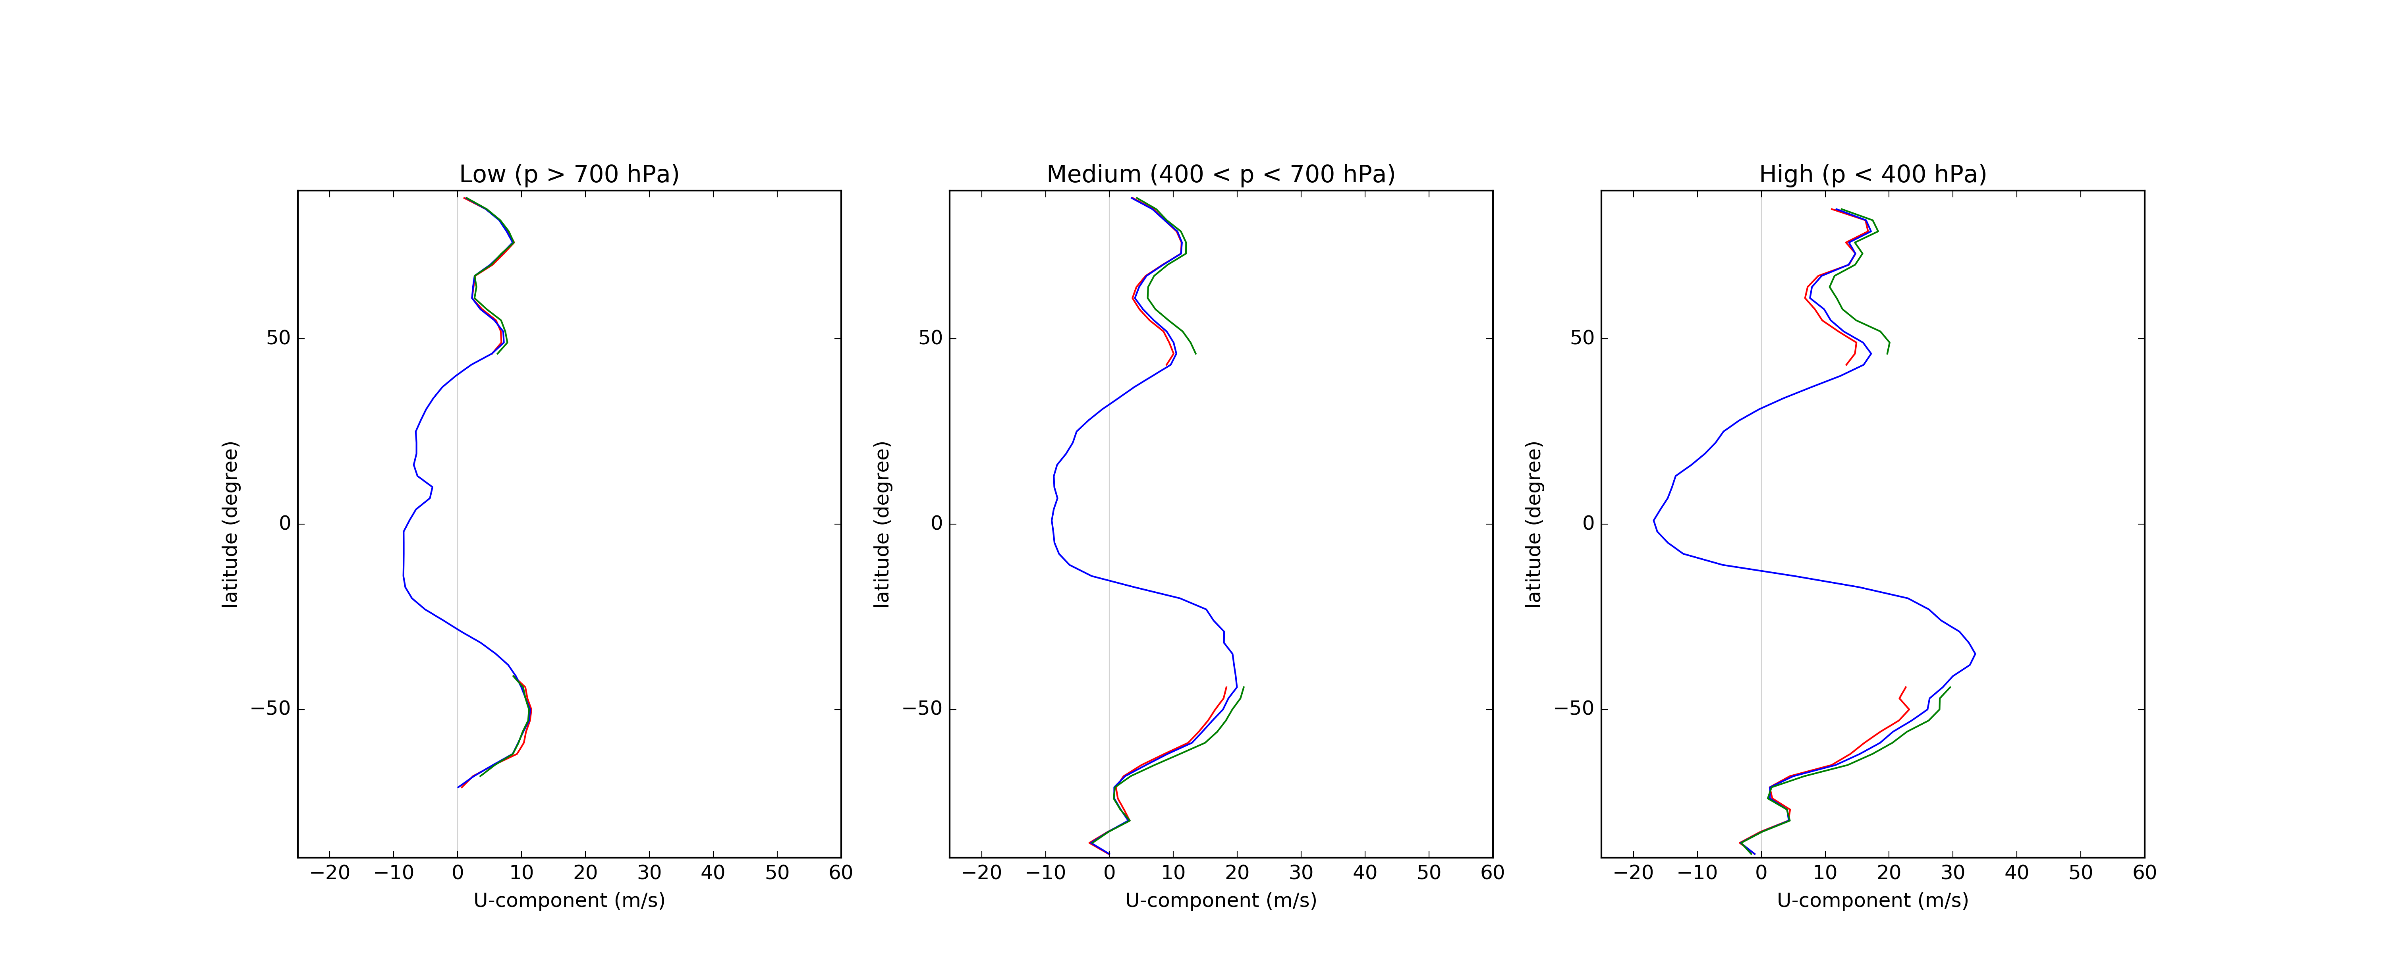 Low (p > 700 hPa)
50
0
−50
latitude (degree)
−20 −10 0 10 20 30 40 50 60
U-component (m/s)
Medium (400 < p < 700 hPa)
50
0
−50
latitude (degree)
−20 −10 0 10 20 30 40 50 60
U-component (m/s)
High (p < 400 hPa)
50
0
−50
latitude (degree)
−20 −10 0 10 20 30 40 50 60
U-component (m/s)